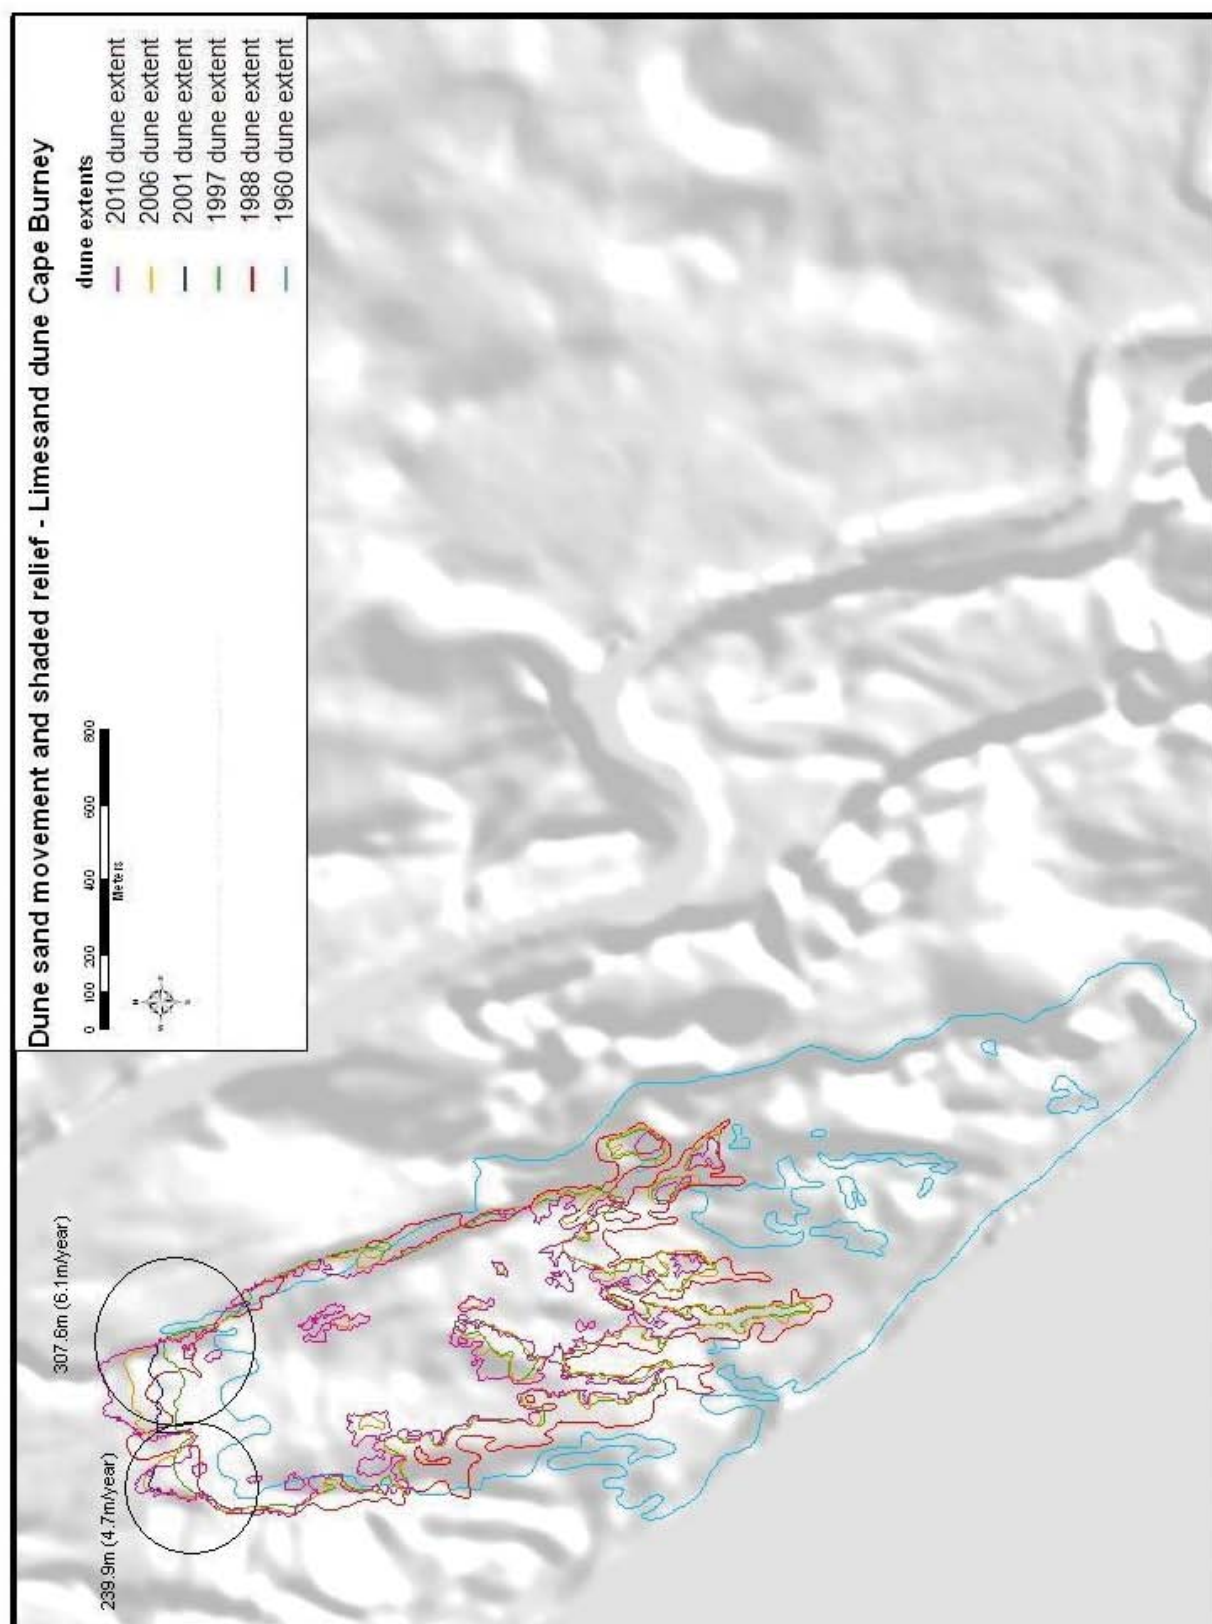 Dune sand movement and shaded relief - Limesand dune Cape Burney
dune extents
2010 dune extent
2006 dune extent
2001 dune extent
1997 dune extent
1988 dune extent
1960 dune extent
0 100 200 400 600 800
Meters
307.6m (6.1m/year)
239.9m (4.7m/year)